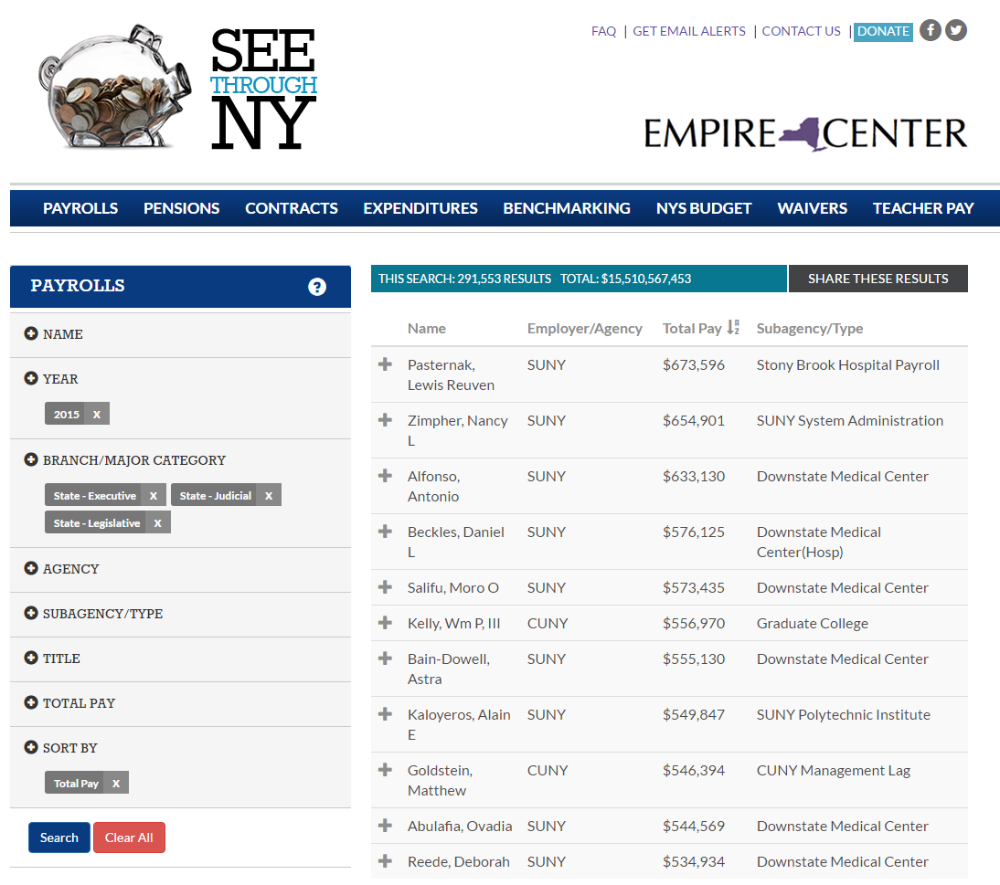 SEE
THROUGH
NY
FAQ | GET EMAIL ALERTS | CONTACT US | DONATE
EMPIRE CENTER
PAYROLLS PENSIONS CONTRACTS EXPENDITURES BENCHMARKING NYS BUDGET WAIVERS TEACHER PAY
PAYROLLS ?
NAME
YEAR
2015 X
BRANCH/MAJOR CATEGORY
State - Executive X State - Judicial X
State - Legislative X
AGENCY
SUBAGENCY/TYPE
TITLE
TOTAL PAY
SORT BY
Total Pay X
Search Clear All
THIS SEARCH: 291,553 RESULTS TOTAL: $15,510,567,453 SHARE THESE RESULTS
Name Employer/Agency Total Pay Subagency/Type
Pasternak, SUNY $673,596 Stony Brook Hospital Payroll
Lewis Reuven
Zimpher, Nancy SUNY $654,901 SUNY System Administration
L
Alfonso, SUNY $633,130 Downstate Medical Center
Antonio
Beckles, Daniel SUNY $576,125 Downstate Medical
L Center(Hosp)
Salifu, Moro O SUNY $573,435 Downstate Medical Center
Kelly, Wm P, III CUNY $556,970 Graduate College
Bain-Dowell, SUNY $555,130 Downstate Medical Center
Astra
Kaloyeros, Alain SUNY $549,847 SUNY Polytechnic Institute
E
Goldstein, CUNY $546,394 CUNY Management Lag
Matthew
Abulafia, Ovadia SUNY $544,569 Downstate Medical Center
Reede, Deborah SUNY $534,934 Downstate Medical Center